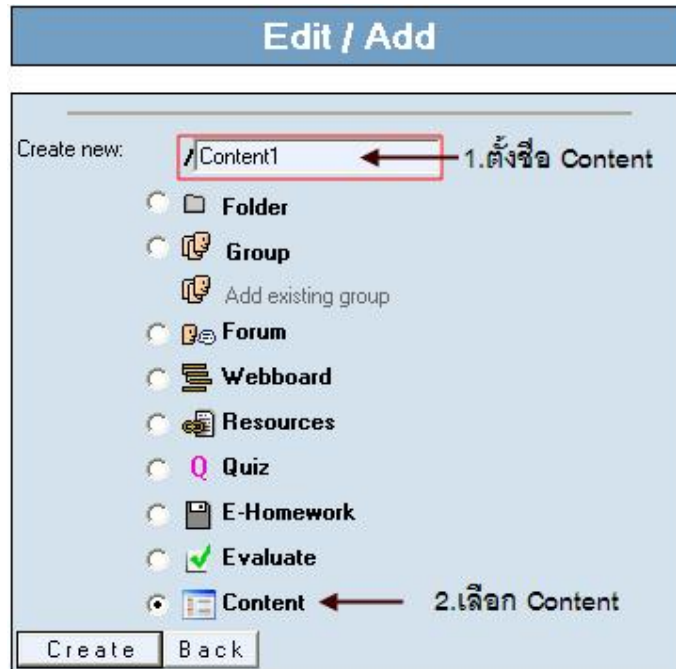 Edit / Add
Create new: /Content1 1.ตั้งชื่อ Content
Folder
Group
Add existing group
Forum
Webboard
Resources
Q Quiz
E-Homework
Evaluate
Content 2.เลือก Content
Create Back